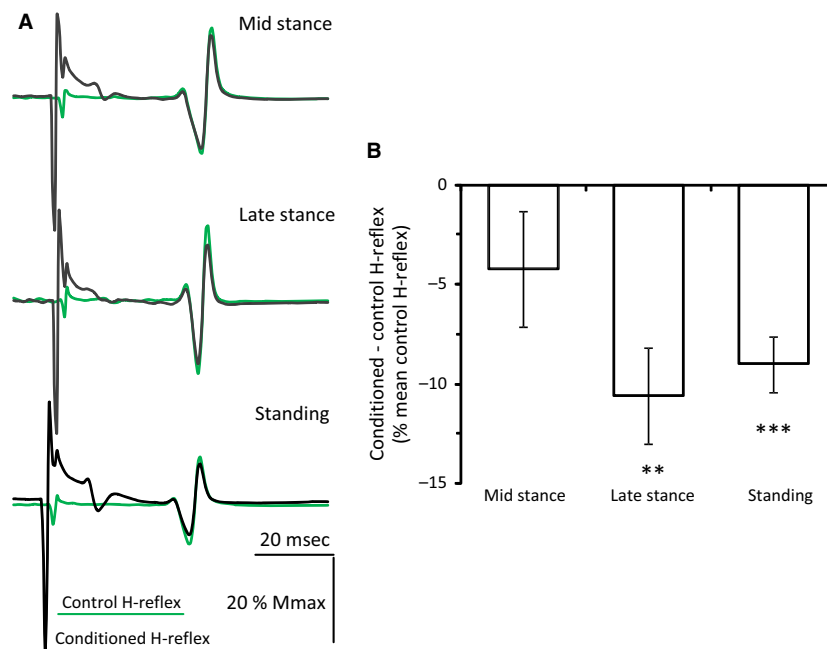 A
Mid stance
Late stance
Standing
20 msec
20 % Mmax
Control H-reflex
Conditioned H-reflex
B
Conditioned - control H-reflex
(% mean control H-reflex)
0
–5
–10
–15
**
***
Mid stance
Late stance
Standing